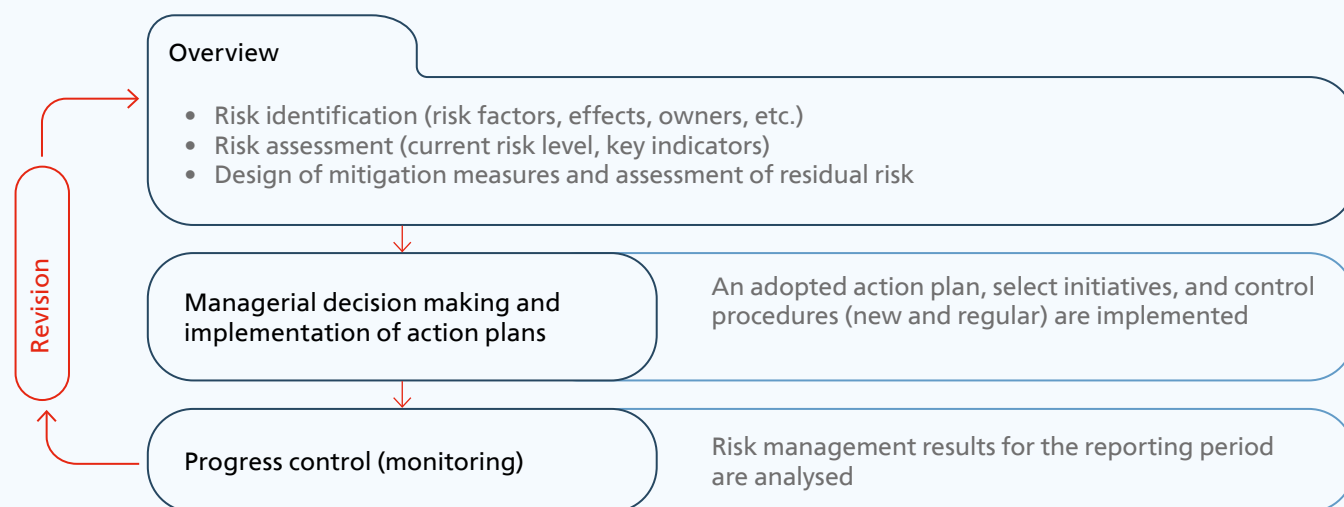 Overview
• Risk identification (risk factors, effects, owners, etc.)
• Risk assessment (current risk level, key indicators)
• Design of mitigation measures and assessment of residual risk
Revision
Managerial decision making and
implementation of action plans
An adopted action plan, select initiatives, and control
procedures (new and regular) are implemented
Progress control (monitoring)
Risk management results for the reporting period
are analysed